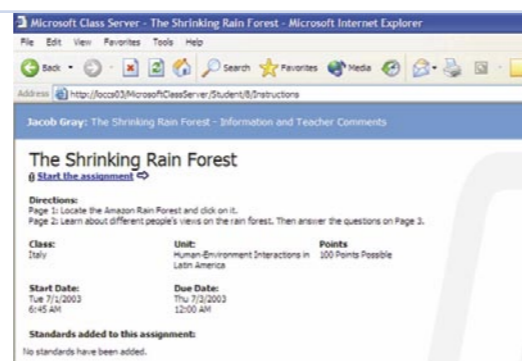 Microsoft Class Server - The Shrinking Rain Forest - Microsoft Internet Explorer
File Edit View Favorites Tools Help
Back Search Favorites Media
Address http://loccs03/MicrosoftClassServer/Student/8/Instructions
Jacob Gray: The Shrinking Rain Forest - Information and Teacher Comments
The Shrinking Rain Forest
Start the assignment
Directions:
Page 1: Locate the Amazon Rain Forest and click on it.
Page 2: Learn about different people's views on the rain forest. Then answer the questions on Page 3.
Class: Unit: Points
Italy Human-Environment Interactions in 100 Points Possible
Latin America
Start Date: Due Date:
Tue 7/1/2003 Thu 7/3/2003
6:45 AM 12:00 AM
Standards added to this assignment:
No standards have been added.